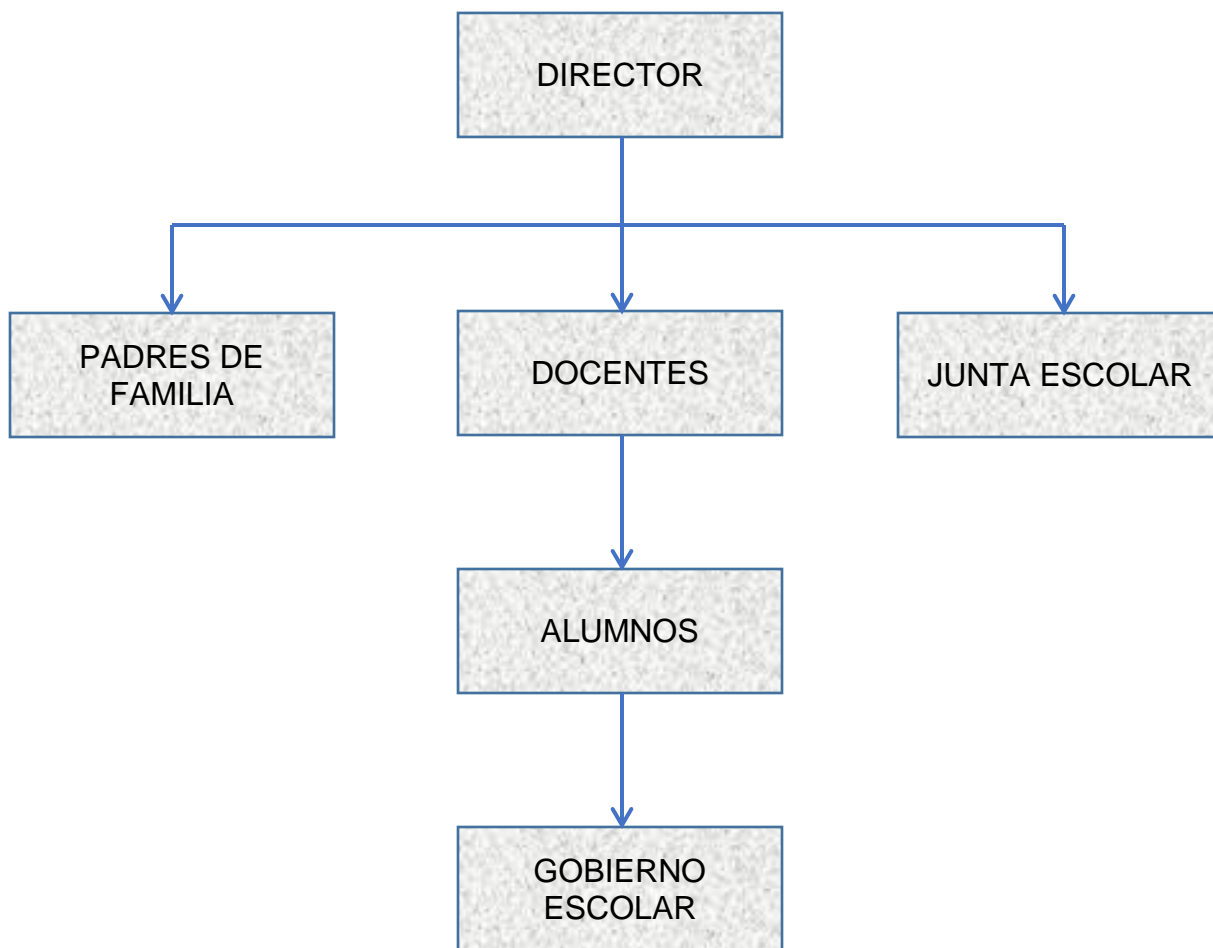 DIRECTOR
PADRES DE
FAMILIA
DOCENTES
JUNTA ESCOLAR
ALUMNOS
GOBIERNO
ESCOLAR